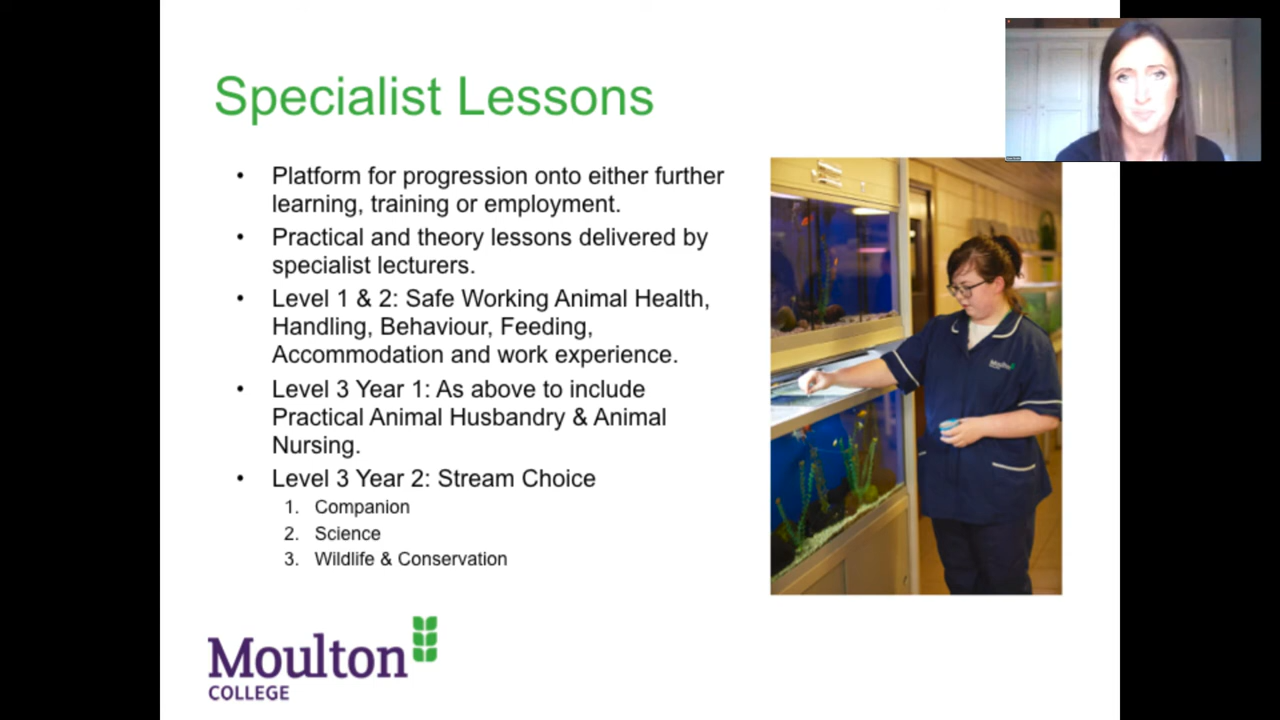 Specialist Lessons
• Platform for progression onto either further
learning, training or employment.
• Practical and theory lessons delivered by
specialist lecturers.
• Level 1 & 2: Safe Working Animal Health,
Handling, Behaviour, Feeding,
Accommodation and work experience.
• Level 3 Year 1: As above to include
Practical Animal Husbandry & Animal
Nursing.
• Level 3 Year 2: Stream Choice
1. Companion
2. Science
3. Wildlife & Conservation
Moulton
Moulton
COLLEGE